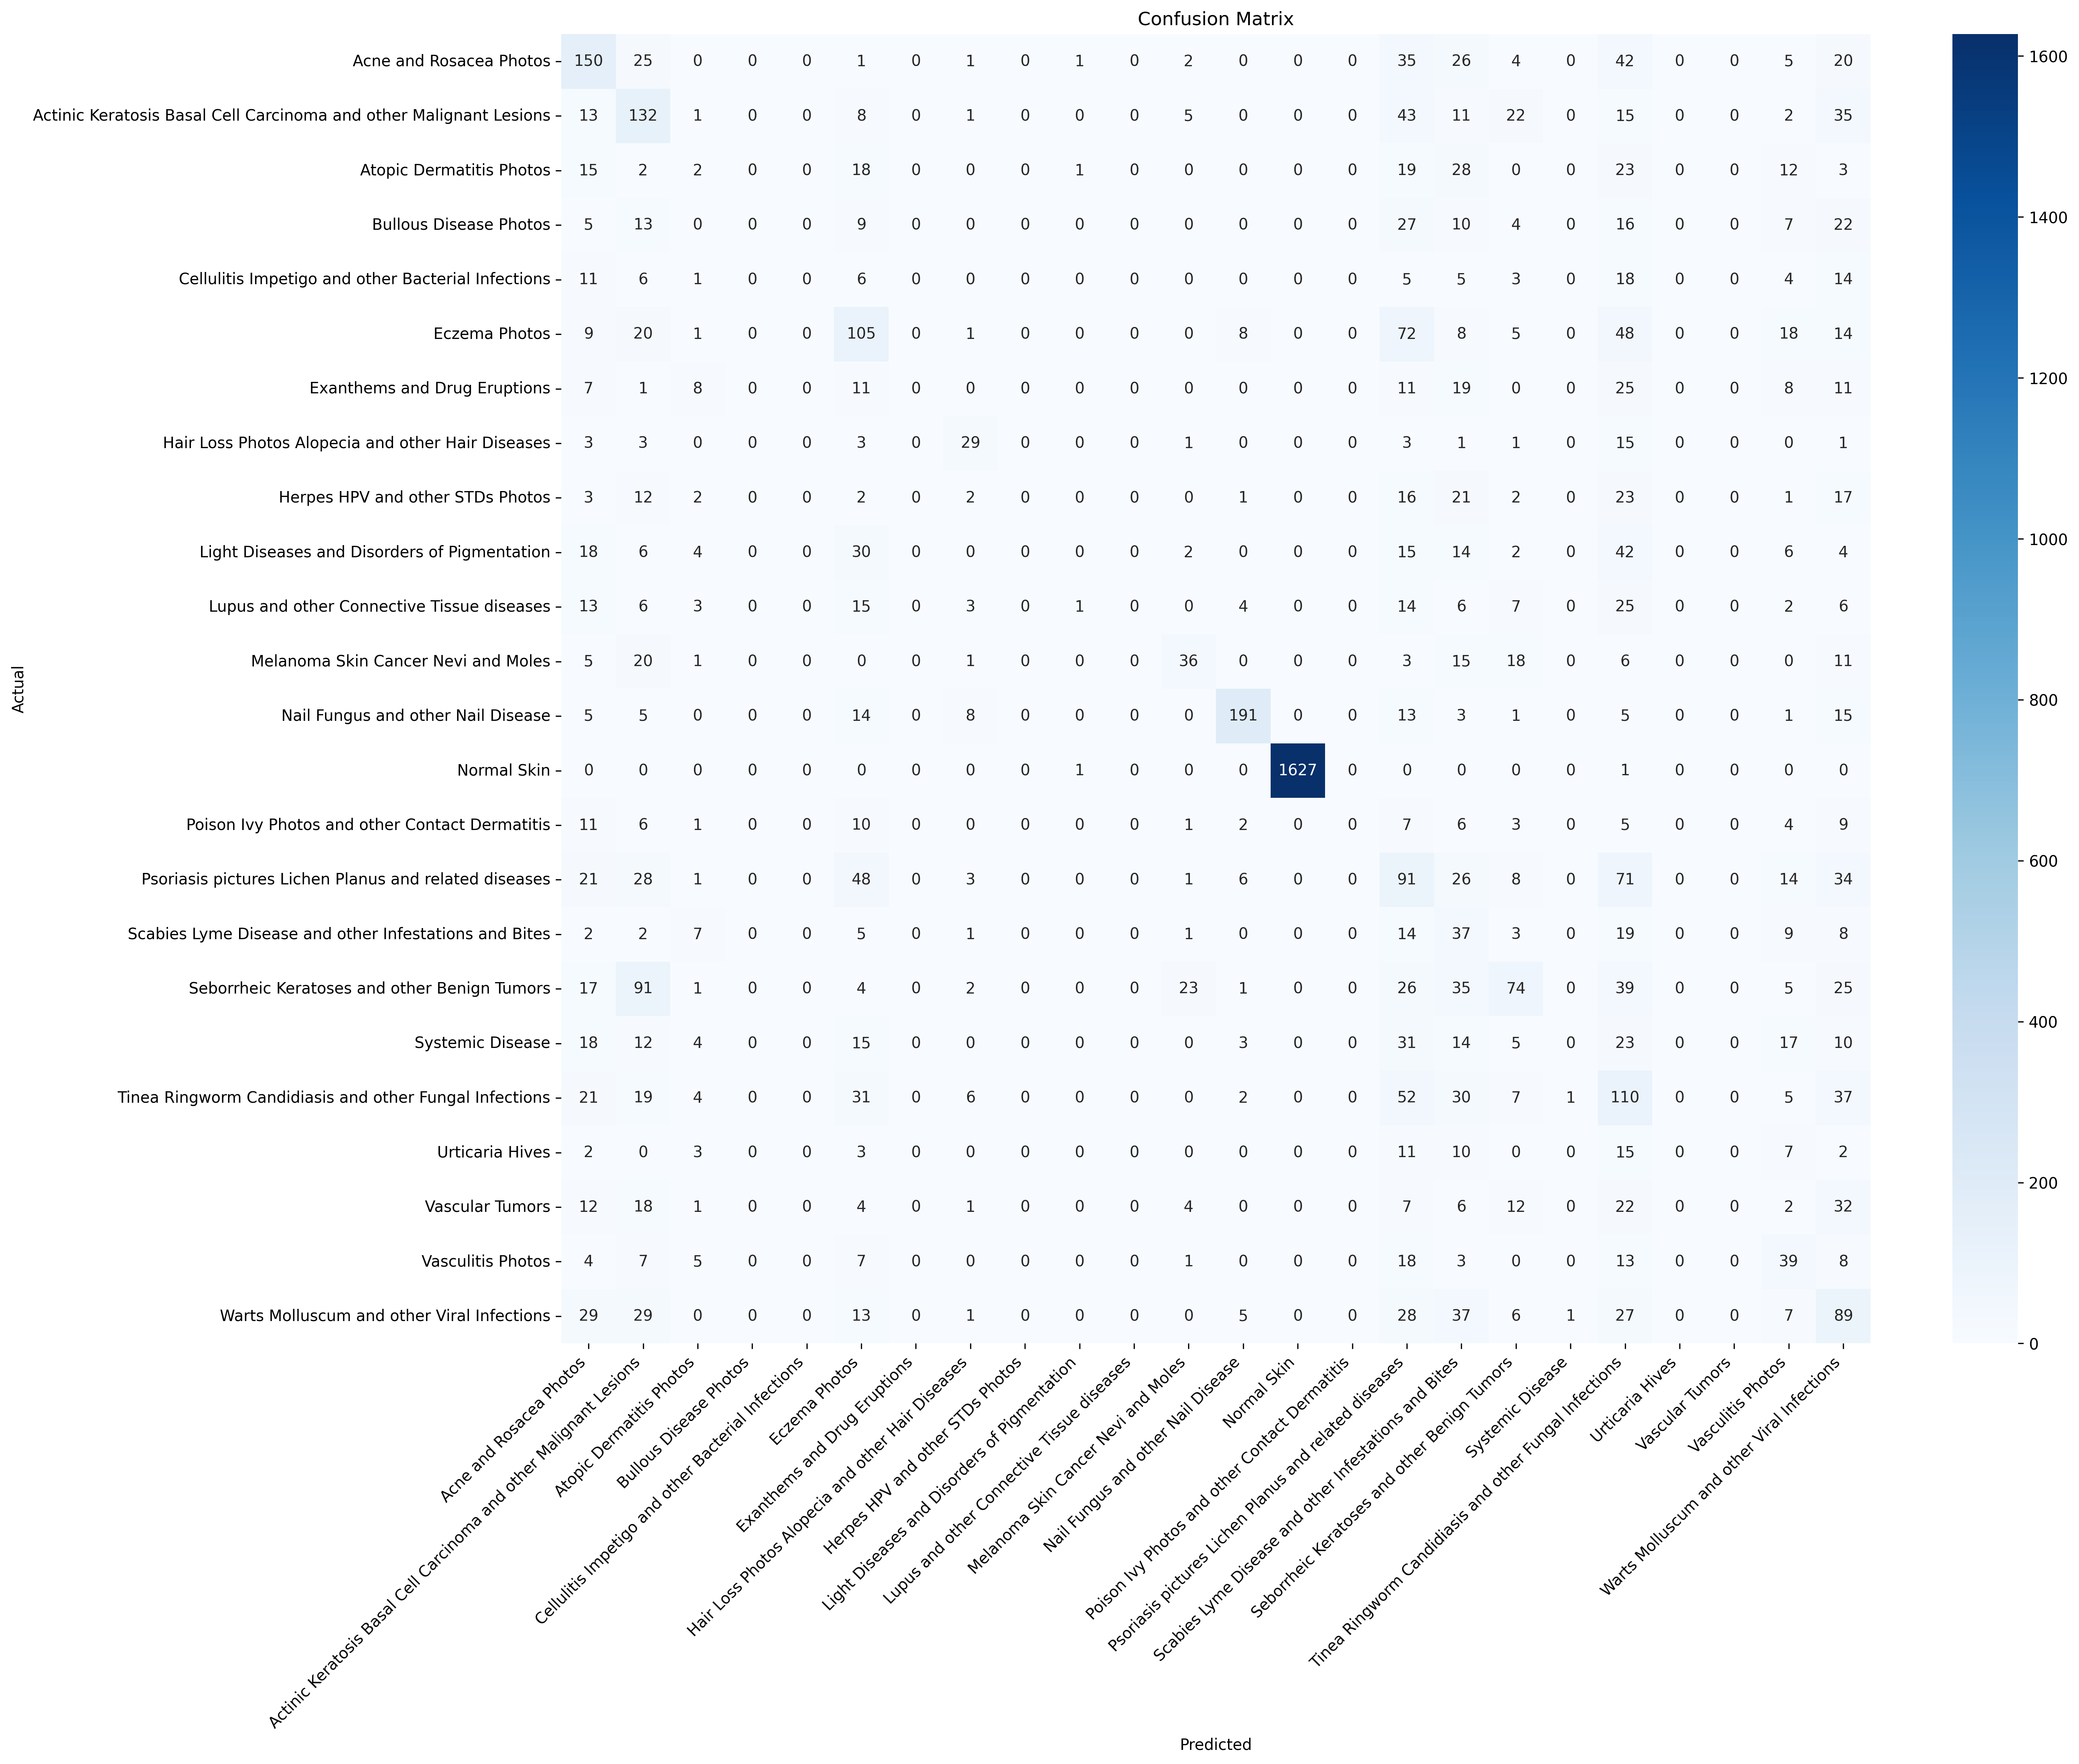 Confusion Matrix
Acne and Rosacea Photos 150 25 0 0 0 1 0 1 0 1 0 2 0 0 0 35 26 4 0 42 0 0 5 20
Actinic Keratosis Basal Cell Carcinoma and other Malignant Lesions 13 132 1 0 0 8 0 1 0 0 0 5 0 0 0 43 11 22 0 15 0 0 2 35
Atopic Dermatitis Photos 15 2 2 0 0 18 0 0 0 1 0 0 0 0 0 19 28 0 0 23 0 0 12 3
Bullous Disease Photos 5 13 0 0 0 9 0 0 0 0 0 0 0 0 0 27 10 4 0 16 0 0 7 22
Cellulitis Impetigo and other Bacterial Infections 11 6 1 0 0 6 0 0 0 0 0 0 0 0 0 5 5 3 0 18 0 0 4 14
Eczema Photos 9 20 1 0 0 105 0 1 0 0 0 0 8 0 0 72 8 5 0 48 0 0 18 14
Exanthems and Drug Eruptions 7 1 8 0 0 11 0 0 0 0 0 0 0 0 0 11 19 0 0 25 0 0 8 11
Hair Loss Photos Alopecia and other Hair Diseases 3 3 0 0 0 3 0 29 0 0 0 1 0 0 0 3 1 1 0 15 0 0 0 1
Herpes HPV and other STDs Photos 3 12 2 0 0 2 0 2 0 0 0 0 1 0 0 16 21 2 0 23 0 0 1 17
Light Diseases and Disorders of Pigmentation 18 6 4 0 0 30 0 0 0 0 0 2 0 0 0 15 14 2 0 42 0 0 6 4
Lupus and other Connective Tissue diseases 13 6 3 0 0 15 0 3 0 1 0 0 4 0 0 14 6 7 0 25 0 0 2 6
Melanoma Skin Cancer Nevi and Moles 5 20 1 0 0 0 0 1 0 0 0 36 0 0 0 3 15 18 0 6 0 0 0 11
Nail Fungus and other Nail Disease 5 5 0 0 0 14 0 8 0 0 0 0 191 0 0 13 3 1 0 5 0 0 1 15
Normal Skin 0 0 0 0 0 0 0 0 0 1 0 0 0 1627 0 0 0 0 0 1 0 0 0 0
Poison Ivy Photos and other Contact Dermatitis 11 6 1 0 0 10 0 0 0 0 0 1 2 0 0 7 6 3 0 5 0 0 4 9
Psoriasis pictures Lichen Planus and related diseases 21 28 1 0 0 48 0 3 0 0 0 1 6 0 0 91 26 8 0 71 0 0 14 34
Scabies Lyme Disease and other Infestations and Bites 2 2 7 0 0 5 0 1 0 0 0 1 0 0 0 14 37 3 0 19 0 0 9 8
Seborrheic Keratoses and other Benign Tumors 17 91 1 0 0 4 0 2 0 0 0 23 1 0 0 26 35 74 0 39 0 0 5 25
Systemic Disease 18 12 4 0 0 15 0 0 0 0 0 0 3 0 0 31 14 5 0 23 0 0 17 10
Tinea Ringworm Candidiasis and other Fungal Infections 21 19 4 0 0 31 0 6 0 0 0 0 2 0 0 52 30 7 1 110 0 0 5 37
Urticaria Hives 2 0 3 0 0 3 0 0 0 0 0 0 0 0 0 11 10 0 0 15 0 0 7 2
Vascular Tumors 12 18 1 0 0 4 0 1 0 0 0 4 0 0 0 7 6 12 0 22 0 0 2 32
Vasculitis Photos 4 7 5 0 0 7 0 0 0 0 0 1 0 0 0 18 3 0 0 13 0 0 39 8
Warts Molluscum and other Viral Infections 29 29 0 0 0 13 0 1 0 0 0 0 5 0 0 28 37 6 1 27 0 0 7 89
Actual
Acne and Rosacea Photos
Actinic Keratosis Basal Cell Carcinoma and other Malignant Lesions
Atopic Dermatitis Photos
Bullous Disease Photos
Cellulitis Impetigo and other Bacterial Infections
Eczema Photos
Exanthems and Drug Eruptions
Hair Loss Photos Alopecia and other Hair Diseases
Herpes HPV and other STDs Photos
Light Diseases and Disorders of Pigmentation
Lupus and other Connective Tissue diseases
Melanoma Skin Cancer Nevi and Moles
Nail Fungus and other Nail Disease
Normal Skin
Poison Ivy Photos and other Contact Dermatitis
Psoriasis pictures Lichen Planus and related diseases
Scabies Lyme Disease and other Infestations and Bites
Seborrheic Keratoses and other Benign Tumors
Systemic Disease
Tinea Ringworm Candidiasis and other Fungal Infections
Urticaria Hives
Vascular Tumors
Vasculitis Photos
Warts Molluscum and other Viral Infections
Predicted
1600
1400
1200
1000
800
600
400
200
0